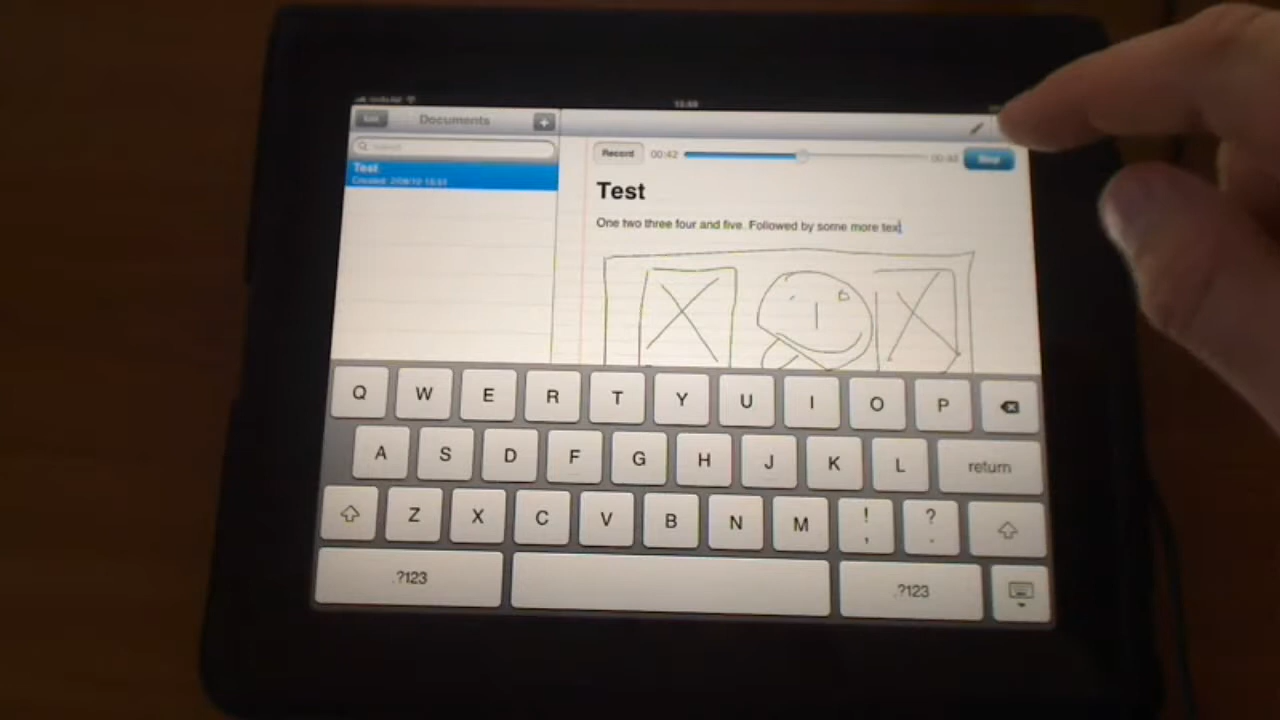 Documents
+
Test
Record 00:42 Stop
Test
One two three four and five. Followed by some more tex
Q W E R T Y U I O P
A S D F G H J K L return
Z X C V B N M ! , ? .
.?123 .?123